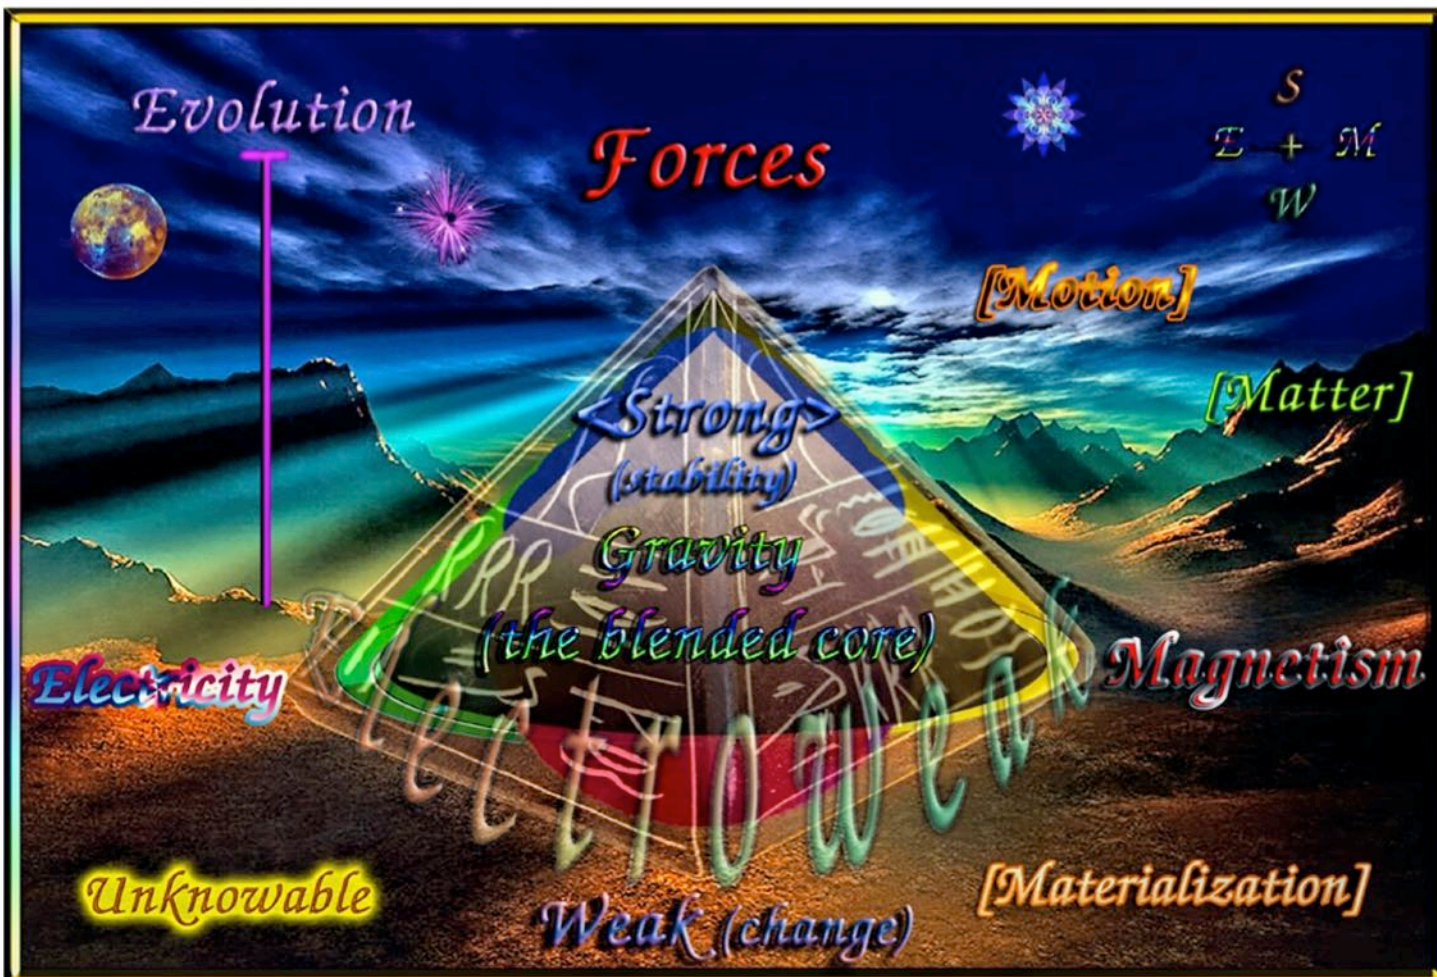 Evolution
Forces
S
E + M
W
[Motion]
[Matter]
<Strong>
(stability)
Gravity
(the blended core)
Electricity
Magnetism
Electroweak
Unknowable
[Materialization]
Weak (change)